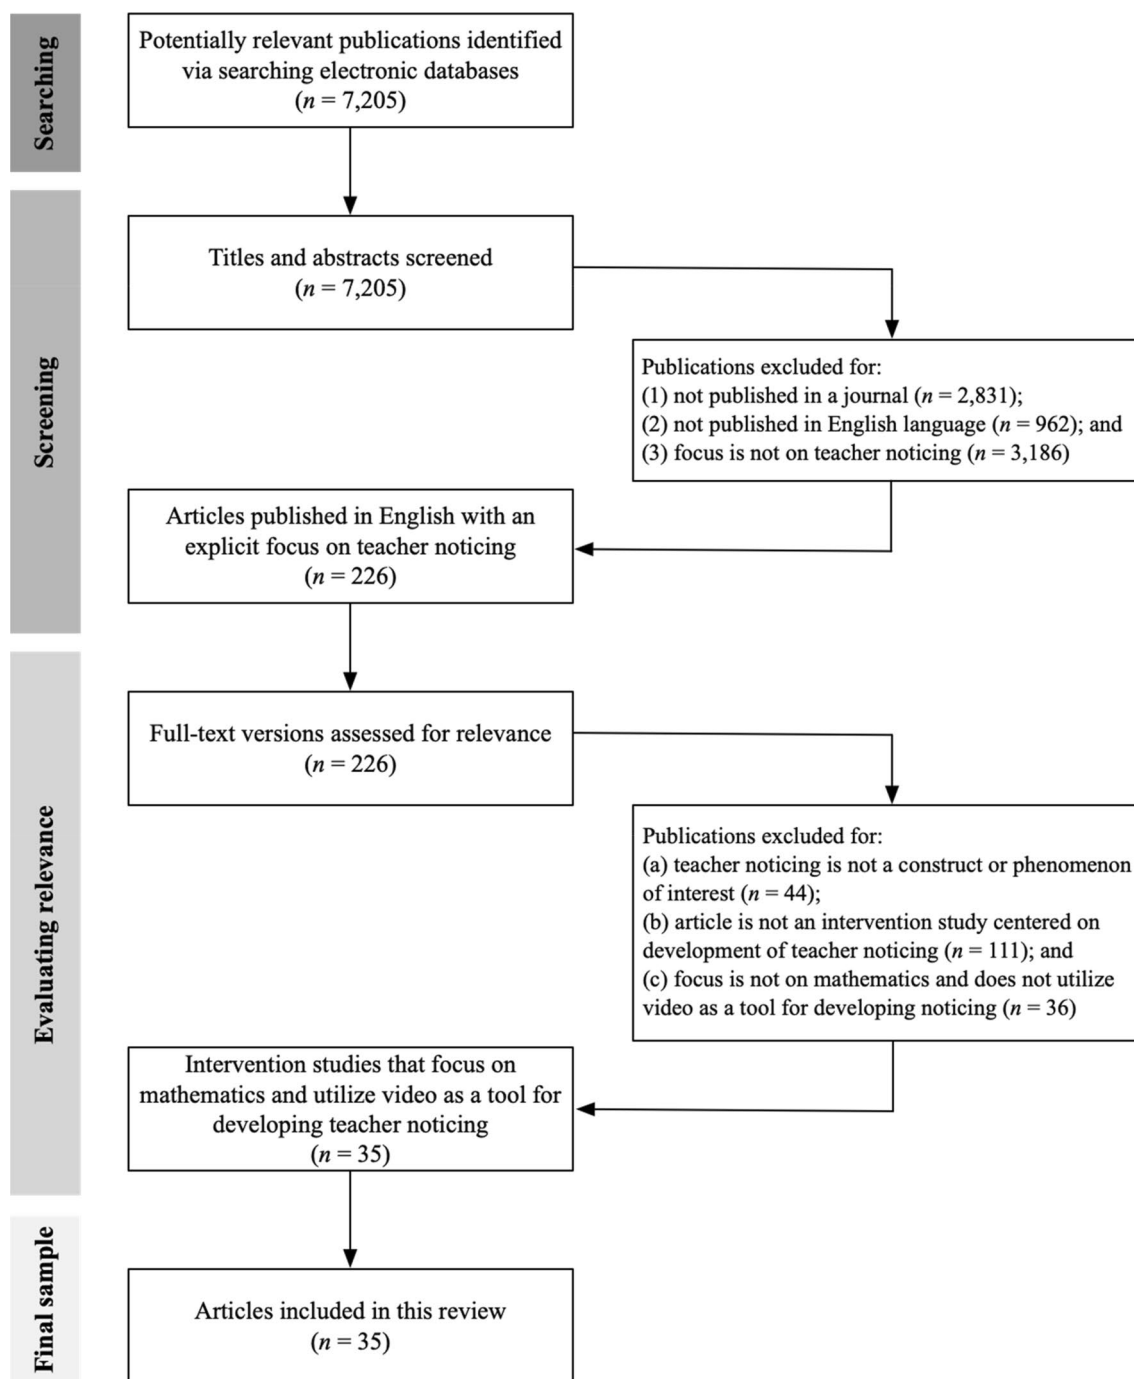 Searching
Potentially relevant publications identified
via searching electronic databases
(n = 7,205)
Screening
Titles and abstracts screened
(n = 7,205)
Publications excluded for:
(1) not published in a journal (n = 2,831);
(2) not published in English language (n = 962); and
(3) focus is not on teacher noticing (n = 3,186)
Articles published in English with an
explicit focus on teacher noticing
(n = 226)
Evaluating relevance
Full-text versions assessed for relevance
(n = 226)
Publications excluded for:
(a) teacher noticing is not a construct or phenomenon
of interest (n = 44);
(b) article is not an intervention study centered on
development of teacher noticing (n = 111); and
(c) focus is not on mathematics and does not utilize
video as a tool for developing noticing (n = 36)
Intervention studies that focus on
mathematics and utilize video as a tool for
developing teacher noticing
(n = 35)
Final sample
Articles included in this review
(n = 35)